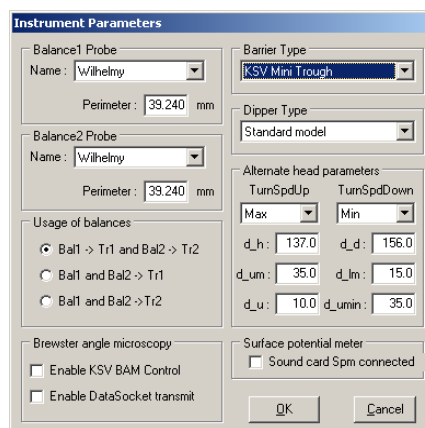 Instrument Parameters
Balance1 Probe
Name : Wilhelmy
Perimeter : 39.240 mm
Balance2 Probe
Name : Wilhelmy
Perimeter : 39.240 mm
Usage of balances
Bal1 -> Tr1 and Bal2 -> Tr2
Bal1 and Bal2 -> Tr1
Bal1 and Bal2 ->Tr2
Brewster angle microscopy
Enable KSV BAM Control
Enable DataSocket transmit
Barrier Type
KSV Mini Trough
Dipper Type
Standard model
Alternate head parameters
TurnSpdUp TurnSpdDown
Max Min
d_h : 137.0 d_d : 156.0
d_um : 35.0 d_lm : 15.0
d_u : 10.0 d_umin : 35.0
Surface potential meter
Sound card Spm connected
OK Cancel